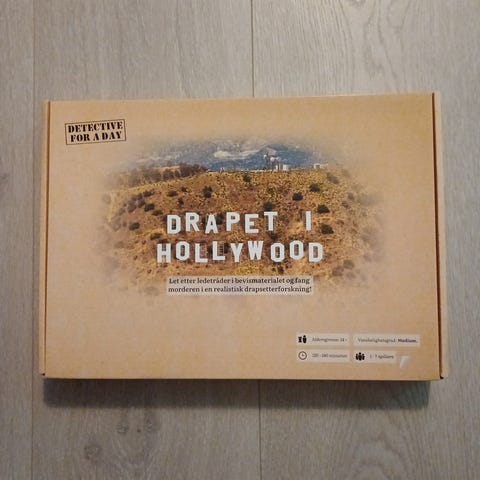 DETECTIVE
FOR A DAY
DRAPET I
HOLLYWOOD
Let etter ledetråder i bevismaterialet og fang
morderen i en realistisk drapsetterforskning!
Aldersgrense: 14 +
Vanskelighetsgrad: Medium.
120 - 180 minutter
1 - 7 spillere